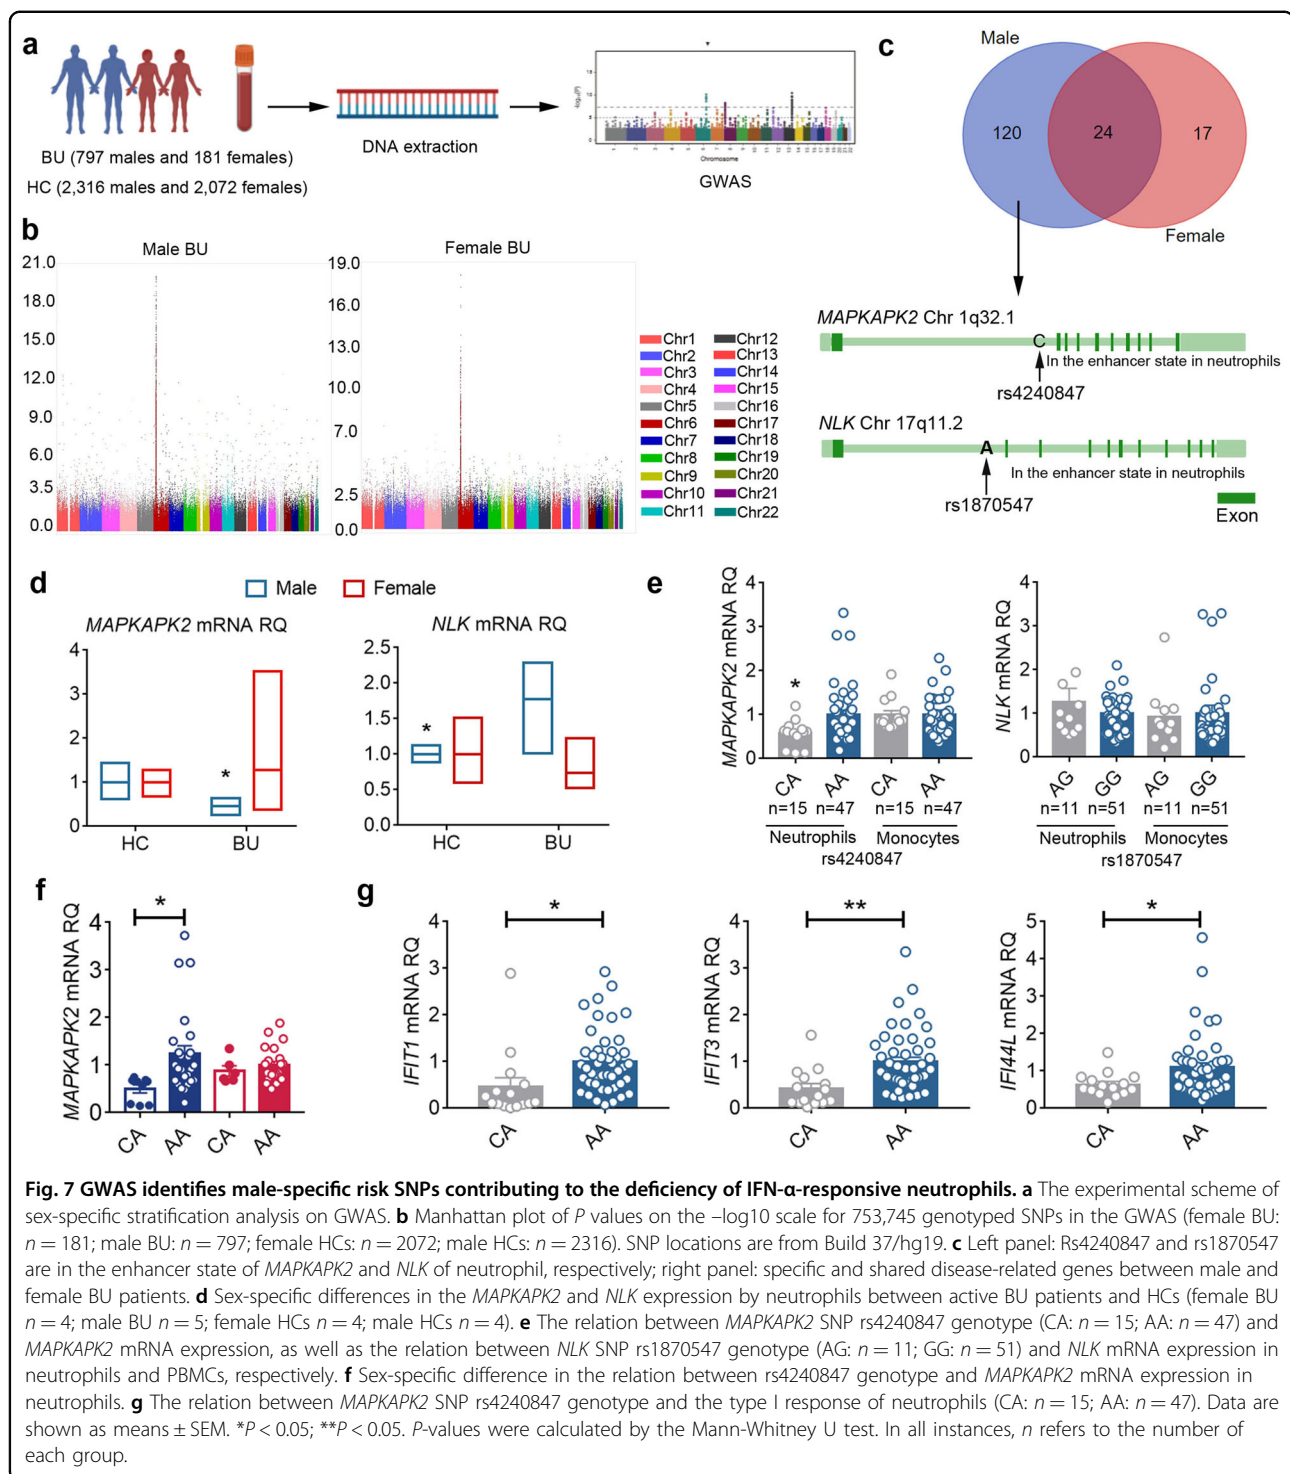 a
BU (797 males and 181 females)
HC (2,316 males and 2,072 females)
DNA extraction
-log₁₀(P)
Chromosome
GWAS
c
Male
120
24
17
Female
b
Male BU
21.0
18.0
15.0
12.0
9.0
6.0
3.5
0.0
Female BU
19.0
15.0
13.0
10.0
7.0
2.5
0.0
Chr1 Chr12
Chr2 Chr13
Chr3 Chr14
Chr4 Chr15
Chr5 Chr16
Chr6 Chr17
Chr7 Chr18
Chr8 Chr19
Chr9 Chr20
Chr10 Chr21
Chr11 Chr22
MAPKAPK2 Chr 1q32.1
C
In the enhancer state in neutrophils
rs4240847
NLK Chr 17q11.2
A
In the enhancer state in neutrophils
rs1870547
Exon
d
Male Female
MAPKAPK2 mRNA RQ
4
3
2
1
0
*
HC BU
NLK mRNA RQ
2.5
2.0
1.5
1.0
0.5
0.0
*
HC BU
e
MAPKAPK2 mRNA RQ
4
3
2
1
0
*
CA AA CA AA
n=15 n=47 n=15 n=47
Neutrophils Monocytes
rs4240847
NLK mRNA RQ
4
3
2
1
0
AG GG AG GG
n=11 n=51 n=11 n=51
Neutrophils Monocytes
rs1870547
f
MAPKAPK2 mRNA RQ
4
3
2
1
0
*
CA AA CA AA
g
IFIT1 mRNA RQ
4
3
2
1
0
*
CA AA
IFIT3 mRNA RQ
4
3
2
1
0
**
CA AA
IFI44L mRNA RQ
5
4
3
2
1
0
*
CA AA
Fig. 7 GWAS identifies male-specific risk SNPs contributing to the deficiency of IFN-α-responsive neutrophils. a The experimental scheme of
sex-specific stratification analysis on GWAS. b Manhattan plot of P values on the –log10 scale for 753,745 genotyped SNPs in the GWAS (female BU:
n = 181; male BU: n = 797; female HCs: n = 2072; male HCs: n = 2316). SNP locations are from Build 37/hg19. c Left panel: Rs4240847 and rs1870547
are in the enhancer state of MAPKAPK2 and NLK of neutrophil, respectively; right panel: specific and shared disease-related genes between male and
female BU patients. d Sex-specific differences in the MAPKAPK2 and NLK expression by neutrophils between active BU patients and HCs (female BU
n = 4; male BU n = 5; female HCs n = 4; male HCs n = 4). e The relation between MAPKAPK2 SNP rs4240847 genotype (CA: n = 15; AA: n = 47) and
MAPKAPK2 mRNA expression, as well as the relation between NLK SNP rs1870547 genotype (AG: n = 11; GG: n = 51) and NLK mRNA expression in
neutrophils and PBMCs, respectively. f Sex-specific difference in the relation between rs4240847 genotype and MAPKAPK2 mRNA expression in
neutrophils. g The relation between MAPKAPK2 SNP rs4240847 genotype and the type I response of neutrophils (CA: n = 15; AA: n = 47). Data are
shown as means ± SEM. *P < 0.05; **P < 0.05. P-values were calculated by the Mann-Whitney U test. In all instances, n refers to the number of
each group.